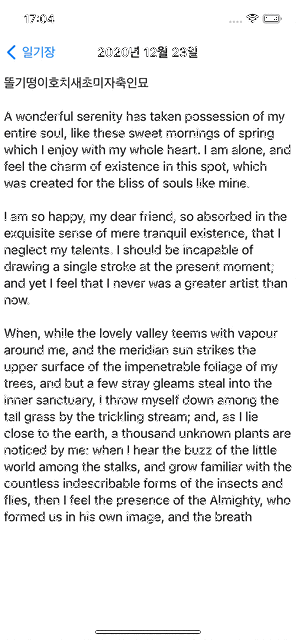 17:04
일기장
2020년 12월 23일
똘기떵이호치새초미자축인묘
A wonderful serenity has taken possession of my
entire soul, like these sweet mornings of spring
which I enjoy with my whole heart. I am alone, and
feel the charm of existence in this spot, which
was created for the bliss of souls like mine.
I am so happy, my dear friend, so absorbed in the
exquisite sense of mere tranquil existence, that I
neglect my talents. I should be incapable of
drawing a single stroke at the present moment;
and yet I feel that I never was a greater artist than
now.
When, while the lovely valley teems with vapour
around me, and the meridian sun strikes the
upper surface of the impenetrable foliage of my
trees, and but a few stray gleams steal into the
inner sanctuary, I throw myself down among the
tall grass by the trickling stream; and, as I lie
close to the earth, a thousand unknown plants are
noticed by me: when I hear the buzz of the little
world among the stalks, and grow familiar with the
countless indescribable forms of the insects and
flies, then I feel the presence of the Almighty, who
formed us in his own image, and the breath